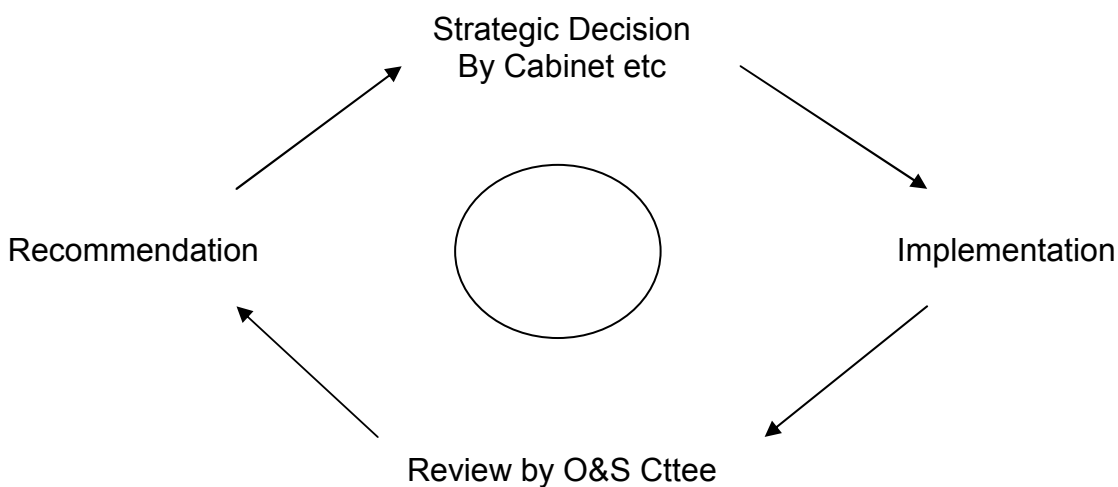 Strategic Decision
By Cabinet etc
Recommendation
Implementation
Review by O&S Cttee